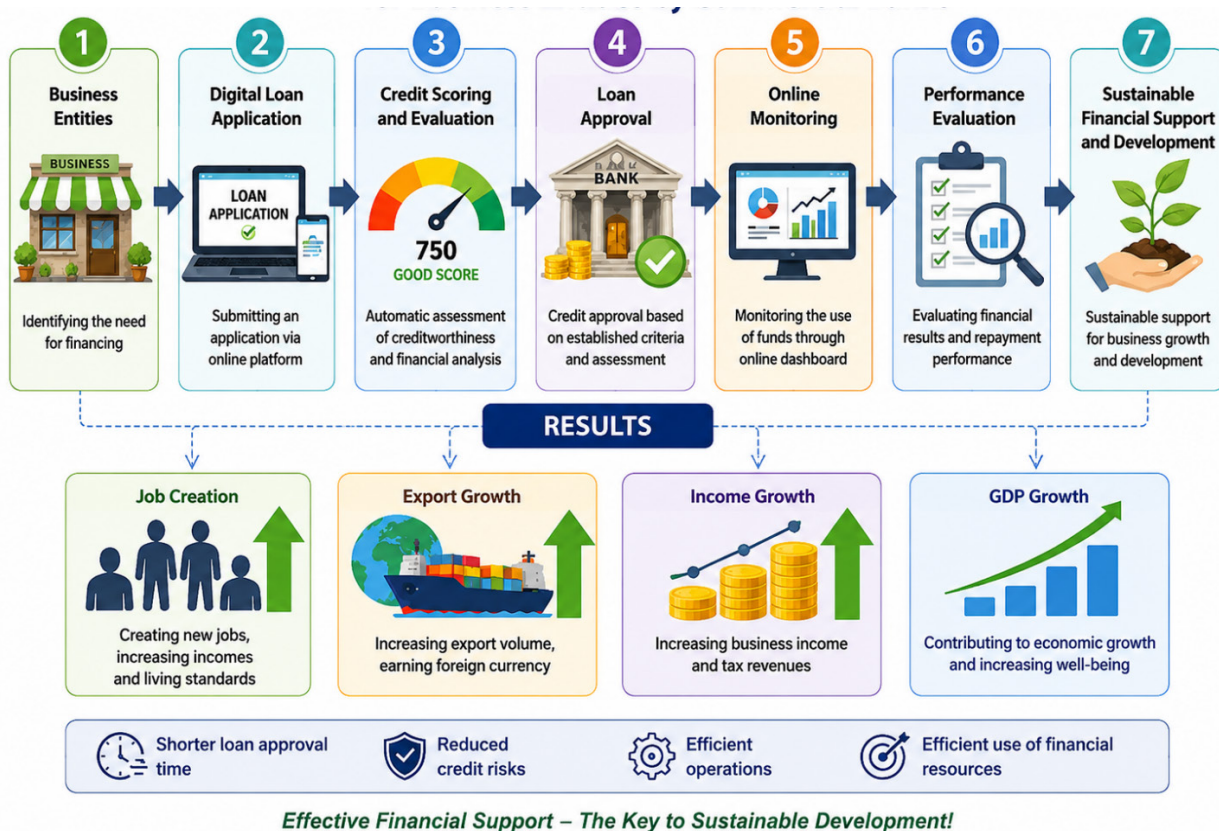 1
2
3
4
5
6
7
Business
Entities
BUSINESS
Identifying the need
for financing
Digital Loan
Application
LOAN
APPLICATION
Submitting an
application via
online platform
Credit Scoring
and Evaluation
750
GOOD SCORE
Automatic assessment
of creditworthiness
and financial analysis
Loan
Approval
BANK
Credit approval based
on established criteria
and assessment
Online
Monitoring
Monitoring the use
of funds through
online dashboard
Performance
Evaluation
Evaluating financial
results and repayment
performance
Sustainable
Financial Support
and Development
Sustainable support
for business growth
and development
RESULTS
Job Creation
Creating new jobs,
increasing incomes
and living standards
Export Growth
Increasing export volume,
earning foreign currency
Income Growth
Increasing business income
and tax revenues
GDP Growth
Contributing to economic growth
and increasing well-being
Shorter loan approval
time
Reduced
credit risks
Efficient
operations
Efficient use of financial
resources
Effective Financial Support – The Key to Sustainable Development!